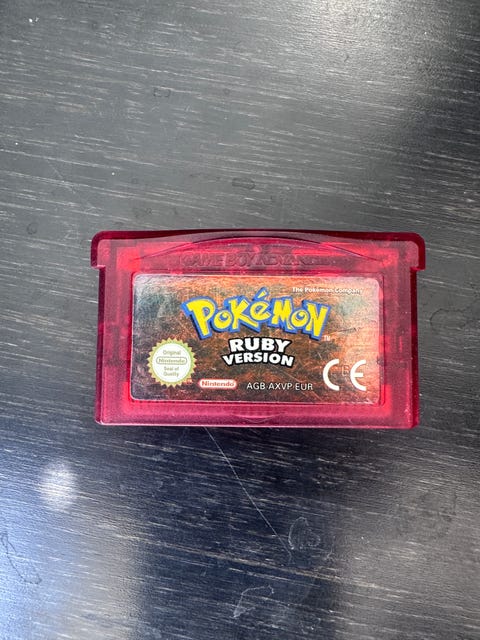 GAME BOY ADVANCE
The Pokémon Company
POKéMON
TM
RUBY
VERSION
Original
Nintendo
Seal of
Quality
Nintendo
AGB-AXVP-EUR
CE